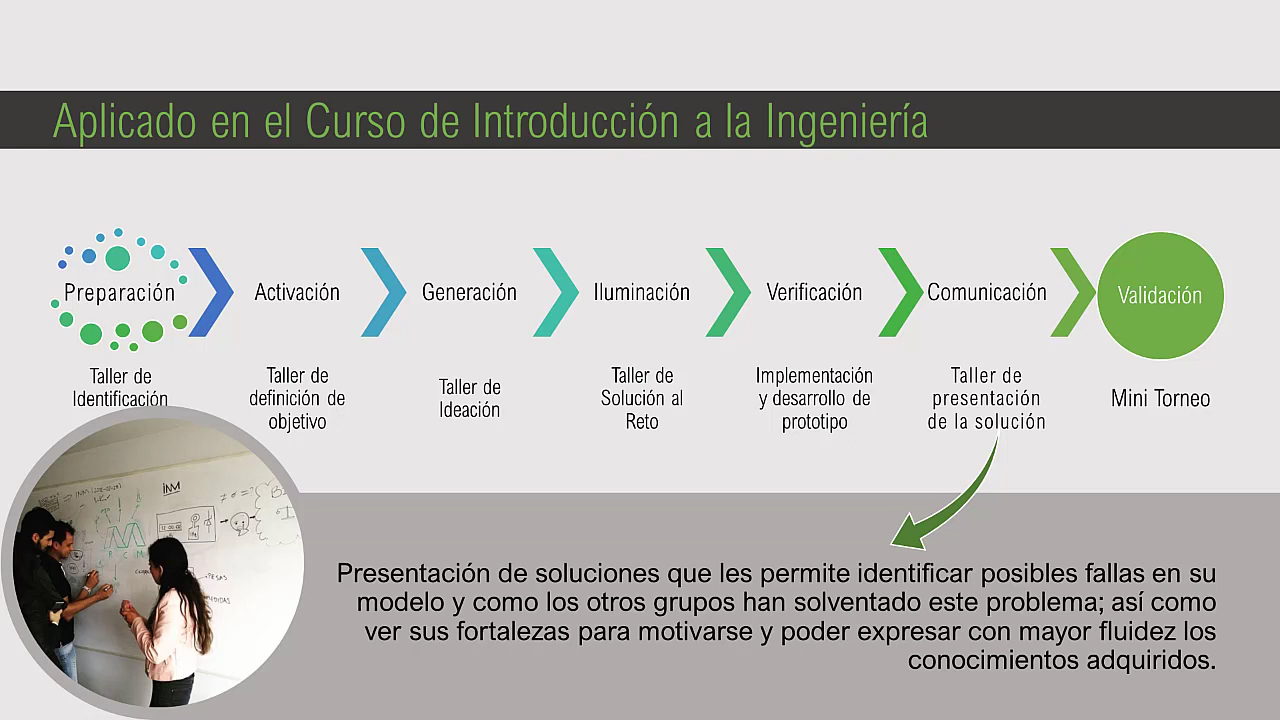 Aplicado en el Curso de Introducción a la Ingeniería
Preparación
Activación
Generación
Iluminación
Verificación
Comunicación
Validación
Taller de
Identificación
Taller de
definición de
objetivo
Taller de
Ideación
Taller de
Solución al
Reto
Implementación
y desarrollo de
prototipo
Taller de
presentación
de la solución
Mini Torneo
INM
Presentación de soluciones que les permite identificar posibles fallas en su
modelo y como los otros grupos han solventado este problema; así como
ver sus fortalezas para motivarse y poder expresar con mayor fluidez los
conocimientos adquiridos.